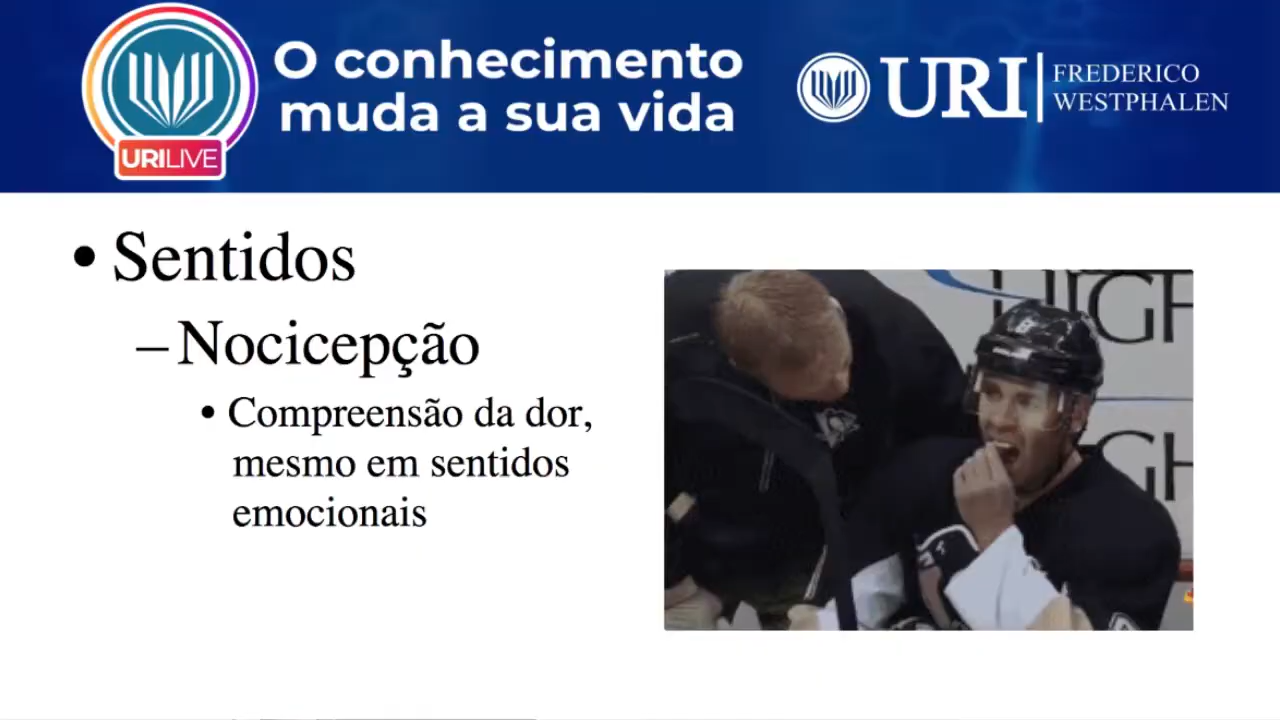 O conhecimento
muda a sua vida
URILIVE
URI
FREDERICO
WESTPHALEN
• Sentidos
– Nocicepção
• Compreensão da dor,
mesmo em sentidos
emocionais